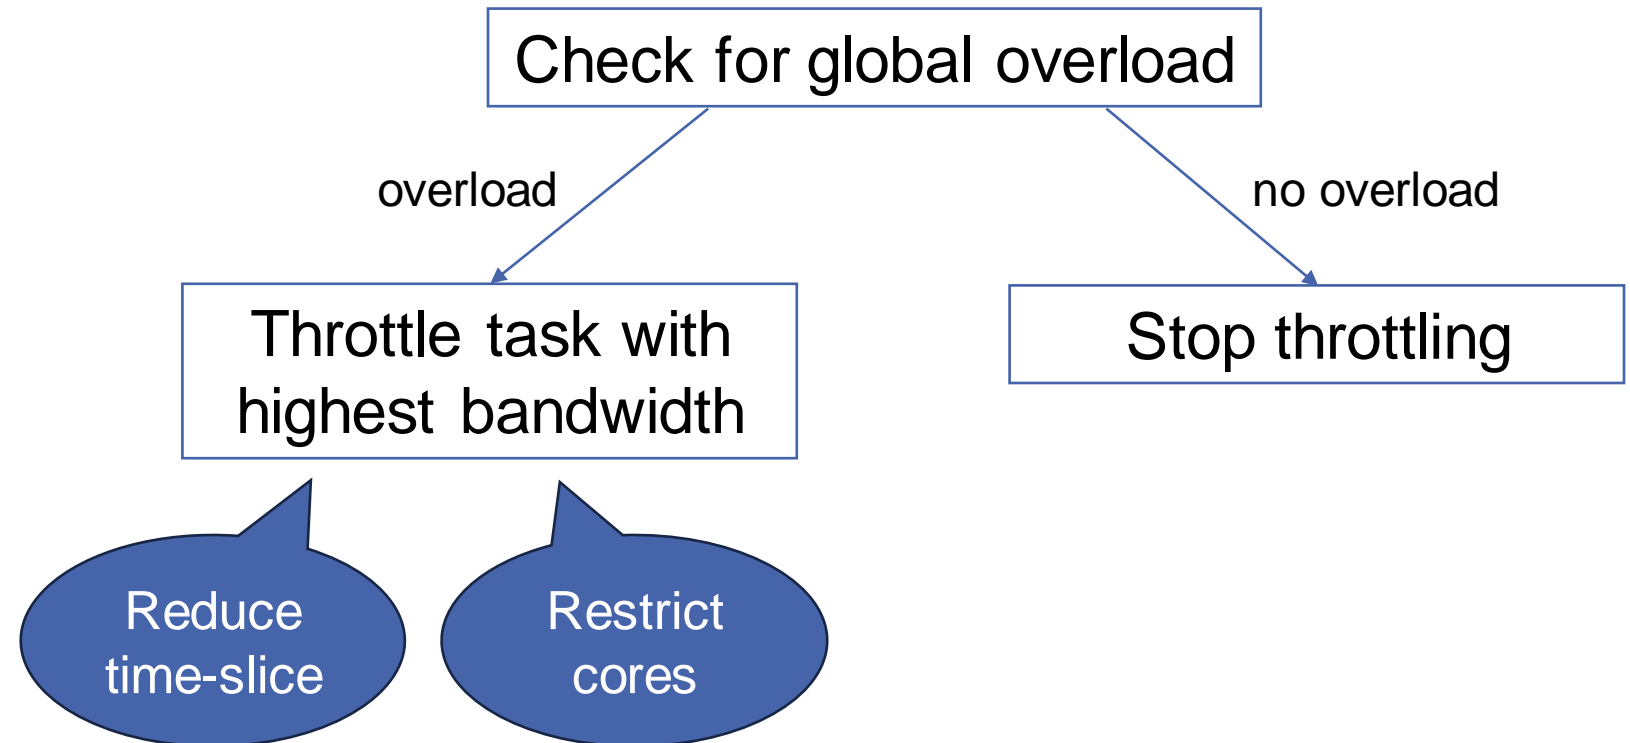 Check for global overload
overload
no overload
Throttle task with
highest bandwidth
Stop throttling
Reduce
time-slice
Restrict
cores